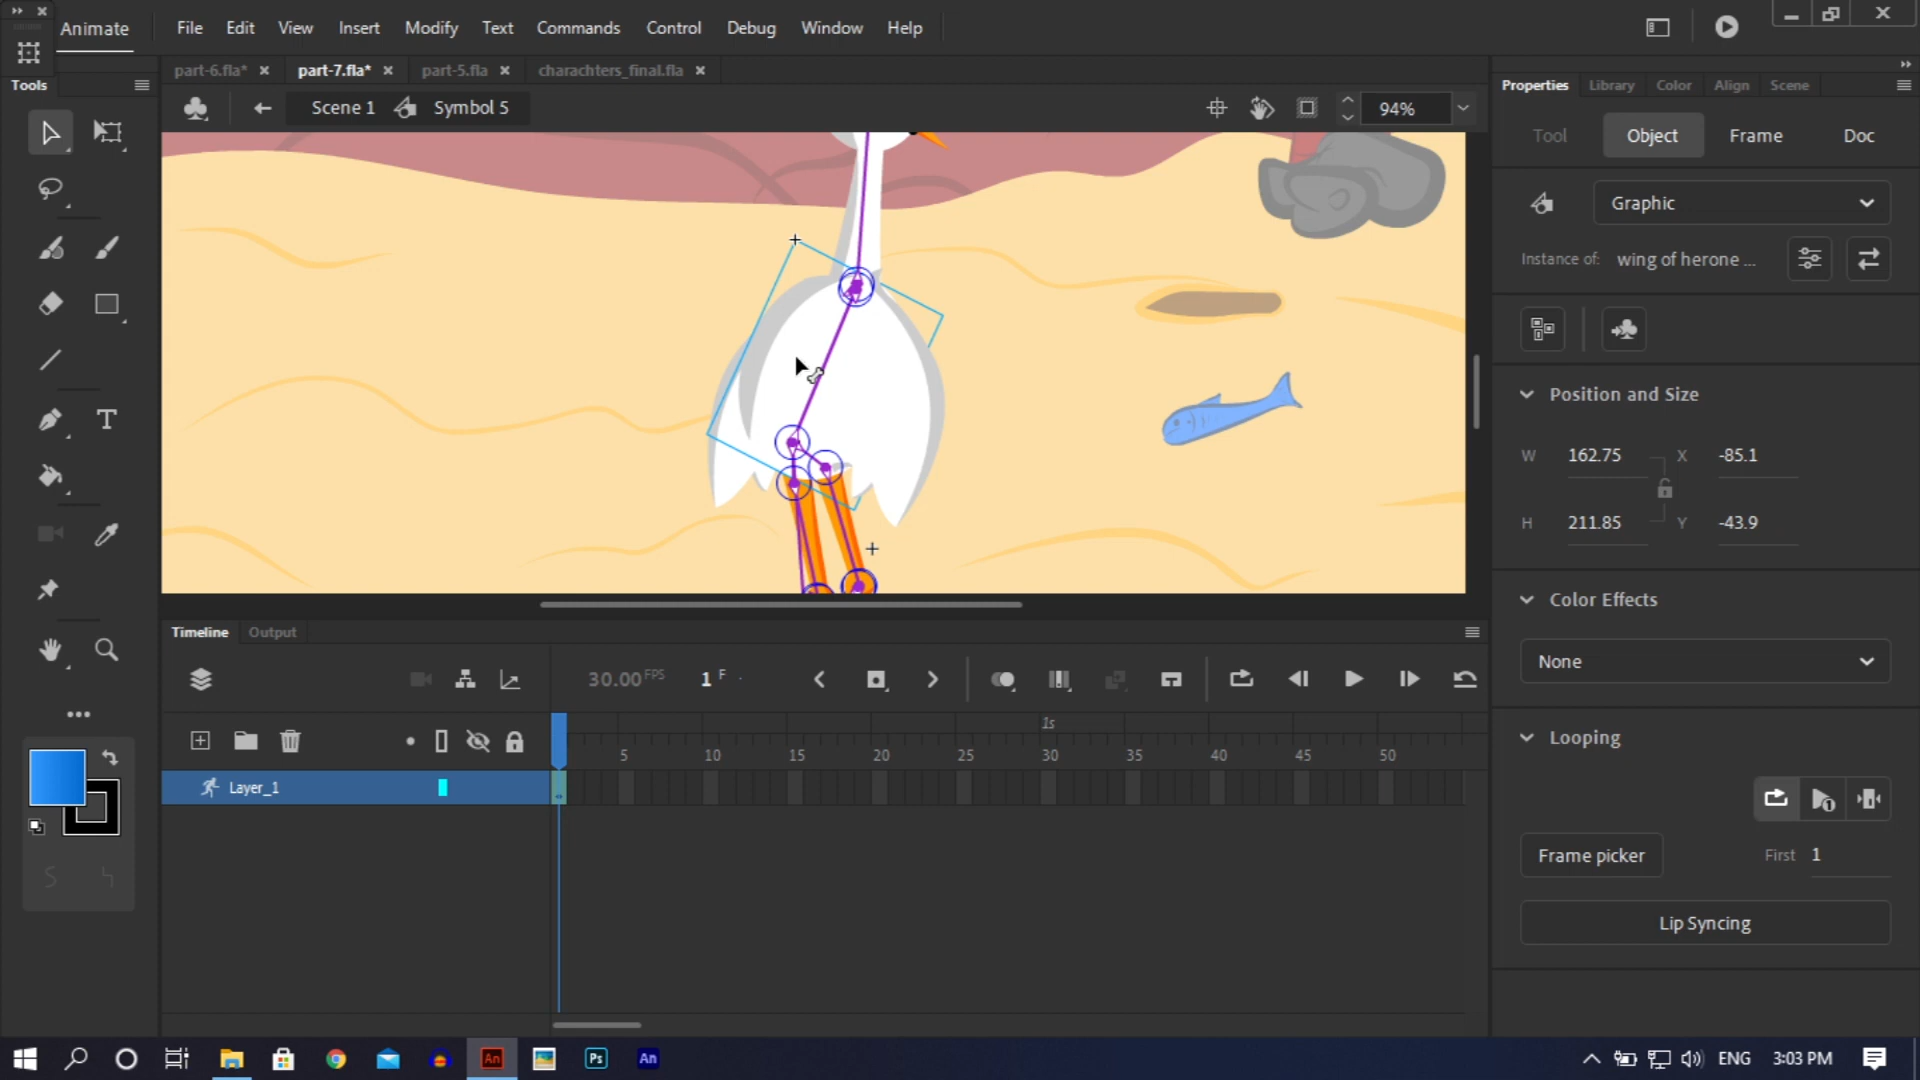 Animate
File Edit View Insert Modify Text Commands Control Debug Window Help
Tools
part-6.fla* part-7.fla* part-5.fla charachters_final.fla
Scene 1 Symbol 5
94%
Properties Library Color Align Scene
Tool Object Frame Doc
Graphic
Instance of: wing of herone ...
Position and Size
W 162.75 X -85.1
H 211.85 Y -43.9
Color Effects
None
Looping
Frame picker First 1
Lip Syncing
T
Timeline Output
30.00 FPS 1 F
1s
5 10 15 20 25 30 35 40 45 50
Layer_1
An Ps An
ENG 3:03 PM